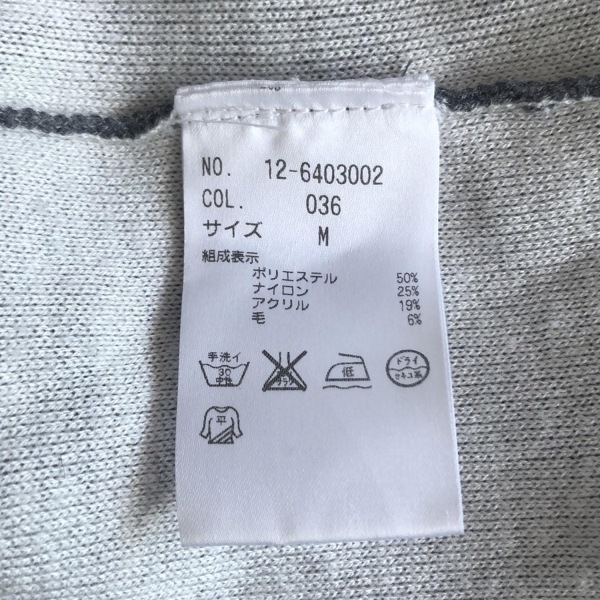 NO. 12-6403002
COL. 036
サイズ M
組成表示
ポリエステル 50%
ナイロン 25%
アクリル 19%
毛 6%
手洗イ
30
中性
低
ドライ
セキユ系
平